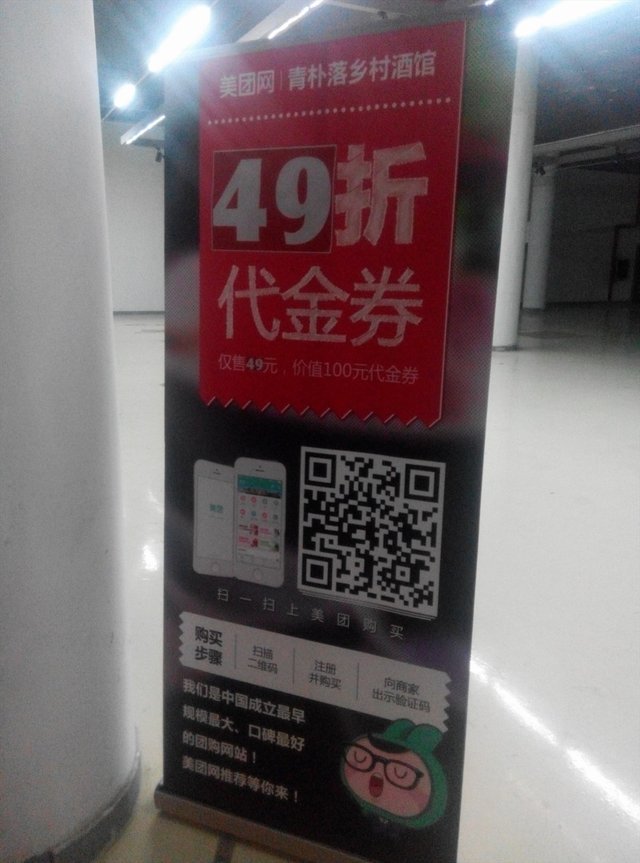 美团网|青朴落乡村酒馆
49折
代金券
仅售49元，价值100元代金券
美团
扫一扫上美团购买
购买
步骤
扫描
二维码
注册
并购买
向商家
出示验证码
我们是中国成立最早
规模最大、口碑最好
的团购网站！
美团网推荐等你来！